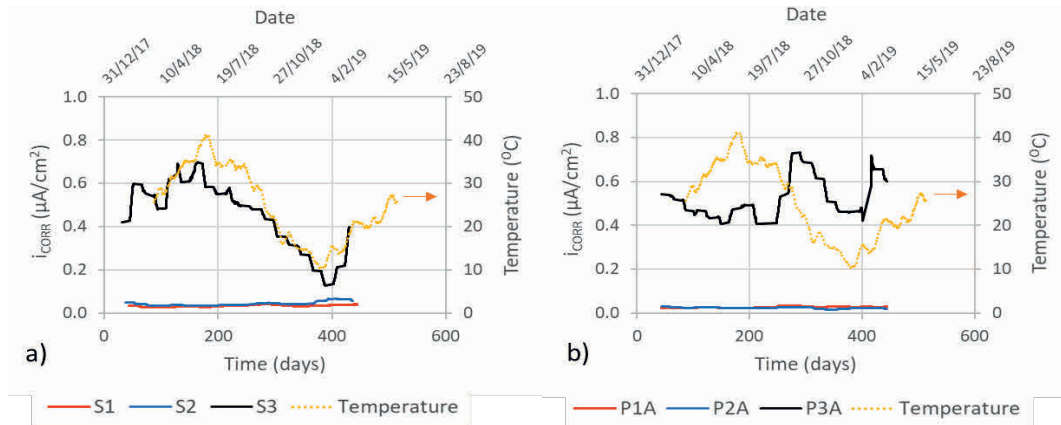 Date
31/12/17 10/4/18 19/7/18 27/10/18 4/2/19 15/5/19 23/8/19
1.0 0.8 0.6 0.4 0.2 0.0
i_CORR (µA/cm²)
50 40 30 20 10 0
Temperature (⁰C)
0 200 400 600
a) Time (days)
S1 S2 S3 Temperature
Date
31/12/17 10/4/18 19/7/18 27/10/18 4/2/19 15/5/19 23/8/19
1.0 0.8 0.6 0.4 0.2 0.0
i_CORR (µA/cm²)
50 40 30 20 10 0
Temperature (⁰C)
0 200 400 600
b) Time (days)
P1A P2A P3A Temperature